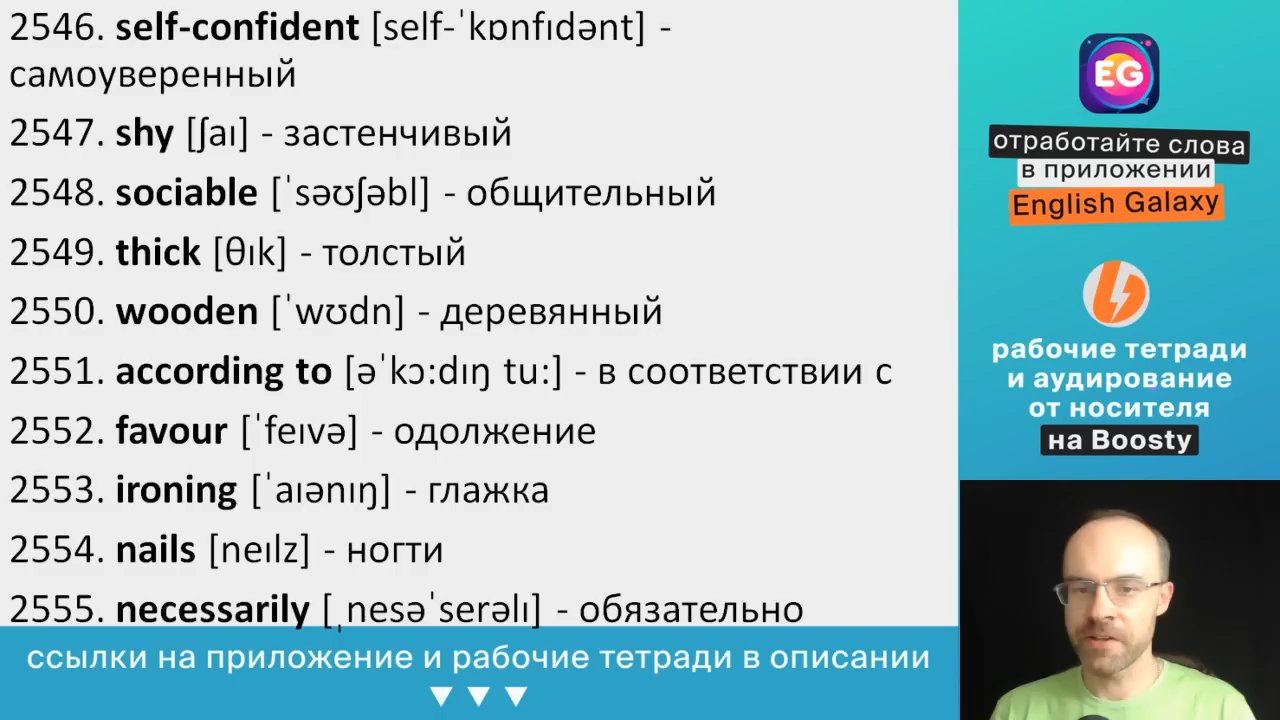 2546. self-confident [self-ˈkɒnfɪdənt] -
самоуверенный
2547. shy [ʃaɪ] - застенчивый
2548. sociable [ˈsəʊʃəbl] - общительный
2549. thick [θɪk] - толстый
2550. wooden [ˈwʊdn] - деревянный
2551. according to [əˈkɔ:dɪŋ tu:] - в соответствии с
2552. favour [ˈfeɪvə] - одолжение
2553. ironing [ˈaɪənɪŋ] - глажка
2554. nails [neɪlz] - ногти
2555. necessarily [ˌnesəˈserəlɪ] - обязательно
ссылки на приложение и рабочие тетради в описании
EG
отработайте слова
в приложении
English Galaxy
рабочие тетради
и аудирование
от носителя
на Boosty